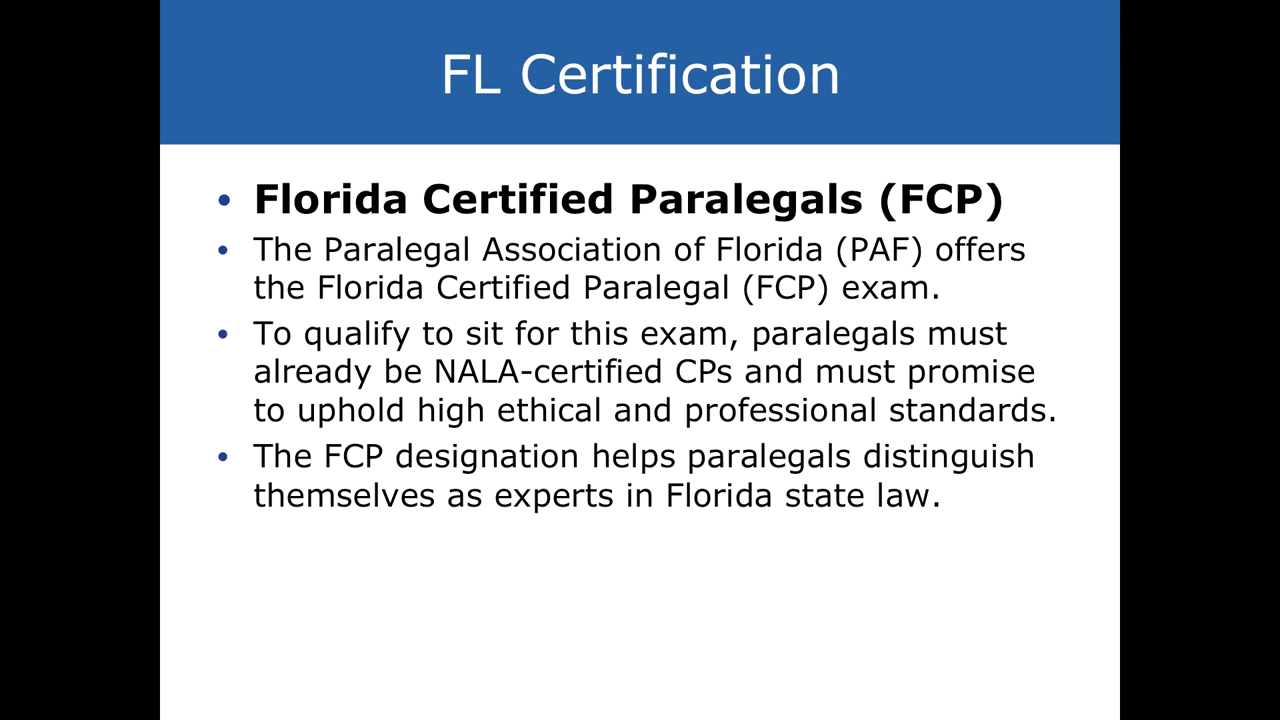 FL Certification
• Florida Certified Paralegals (FCP)
• The Paralegal Association of Florida (PAF) offers
the Florida Certified Paralegal (FCP) exam.
• To qualify to sit for this exam, paralegals must
already be NALA-certified CPs and must promise
to uphold high ethical and professional standards.
• The FCP designation helps paralegals distinguish
themselves as experts in Florida state law.